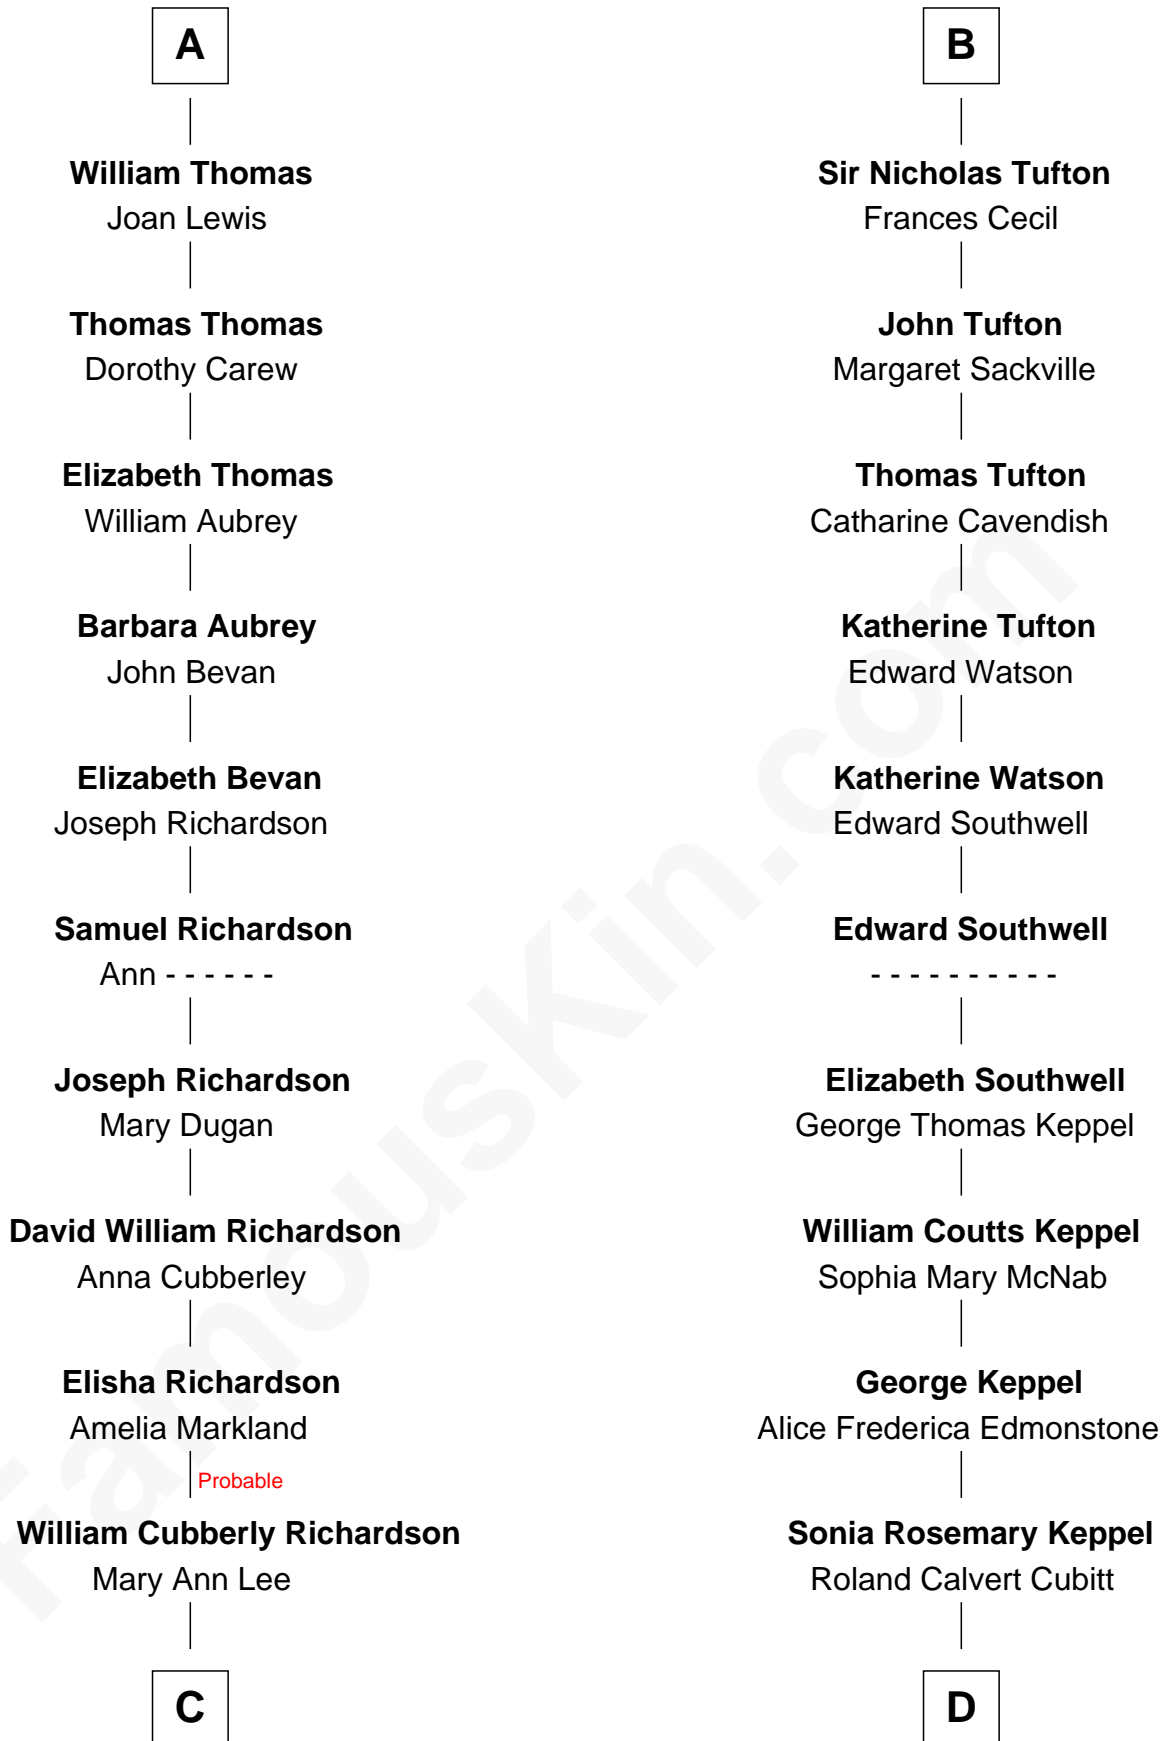 A
B
William Thomas
Joan Lewis
Sir Nicholas Tufton
Frances Cecil
Thomas Thomas
Dorothy Carew
John Tufton
Margaret Sackville
Elizabeth Thomas
William Aubrey
Thomas Tufton
Catharine Cavendish
Barbara Aubrey
John Bevan
Katherine Tufton
Edward Watson
Elizabeth Bevan
Joseph Richardson
Katherine Watson
Edward Southwell
Samuel Richardson
Ann - - - - - -
Edward Southwell
- - - - - - - - - -
Joseph Richardson
Mary Dugan
Elizabeth Southwell
George Thomas Keppel
David William Richardson
Anna Cubberley
William Coutts Keppel
Sophia Mary McNab
Elisha Richardson
Amelia Markland
George Keppel
Alice Frederica Edmonstone
Probable
William Cubberly Richardson
Mary Ann Lee
Sonia Rosemary Keppel
Roland Calvert Cubitt
C
D
FamousKin.com